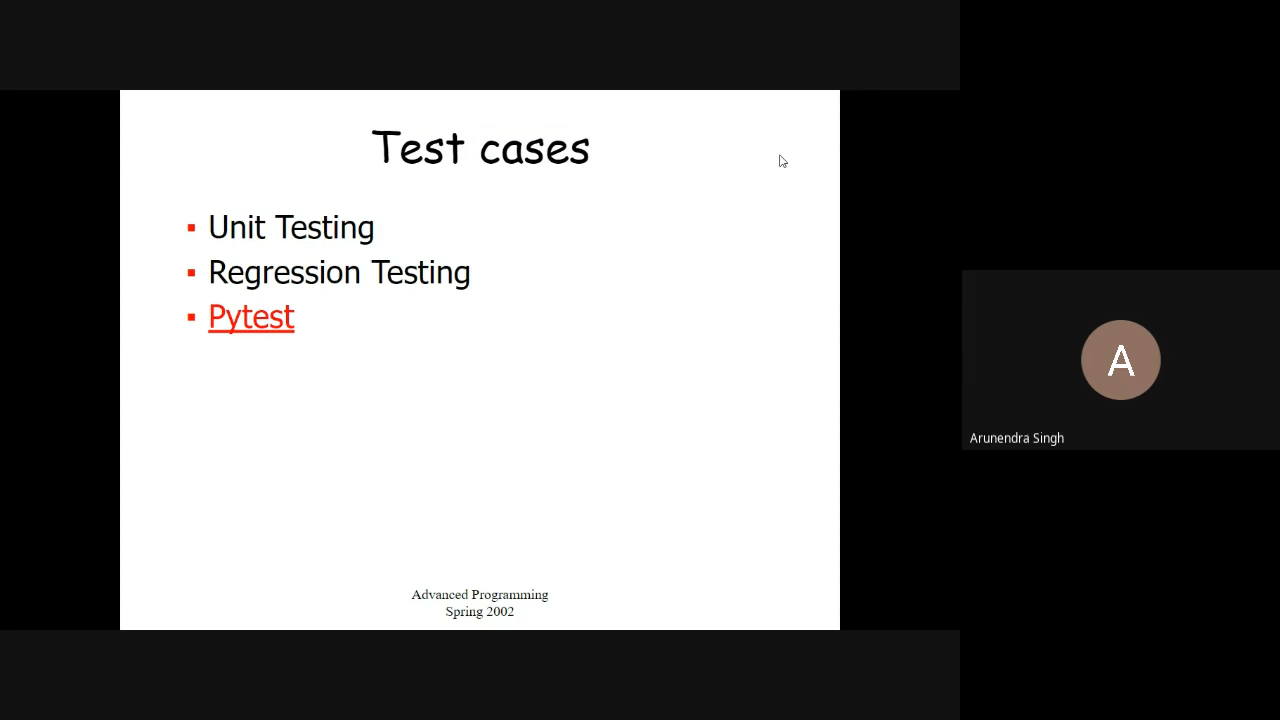 Test cases
Unit Testing
Regression Testing
Pytest
Advanced Programming
Spring 2002
A
Arunendra Singh